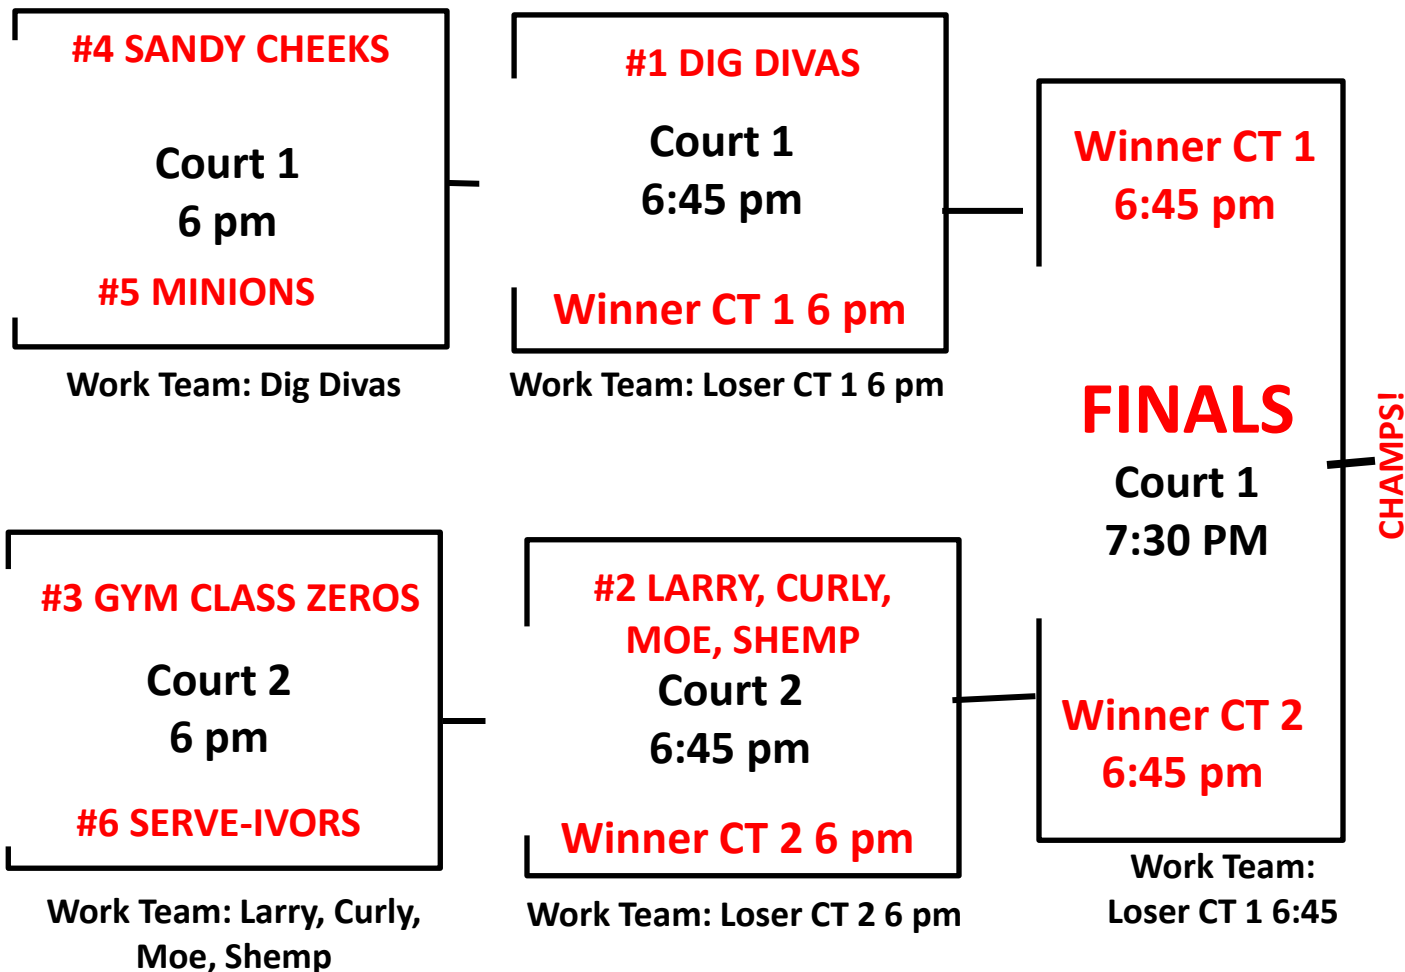 #4 SANDY CHEEKS
Court 1
6 pm
#5 MINIONS
Work Team: Dig Divas
#1 DIG DIVAS
Court 1
6:45 pm
Winner CT 1 6 pm
Work Team: Loser CT 1 6 pm
#3 GYM CLASS ZEROS
Court 2
6 pm
#6 SERVE-IVORS
Work Team: Larry, Curly,
Moe, Shemp
#2 LARRY, CURLY,
MOE, SHEMP
Court 2
6:45 pm
Winner CT 2 6 pm
Work Team: Loser CT 2 6 pm
Winner CT 1
6:45 pm
FINALS
Court 1
7:30 PM
Winner CT 2
6:45 pm
Work Team:
Loser CT 1 6:45
CHAMPS!